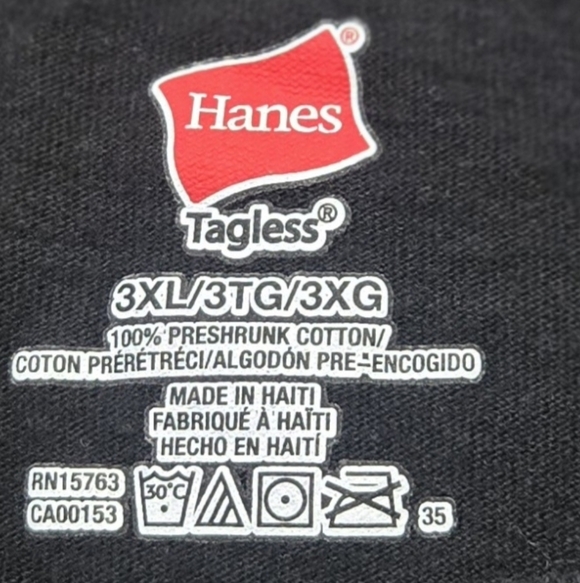 Hanes®
Tagless®
3XL/3TG/3XG
100% PRESHRUNK COTTON/
COTON PRÉRÉTRÉCI/ALGODÓN PRE-ENCOGIDO
MADE IN HAITI
FABRIQUÉ À HAÏTI
HECHO EN HAITÍ
RN15763
CA00153
30°C
35